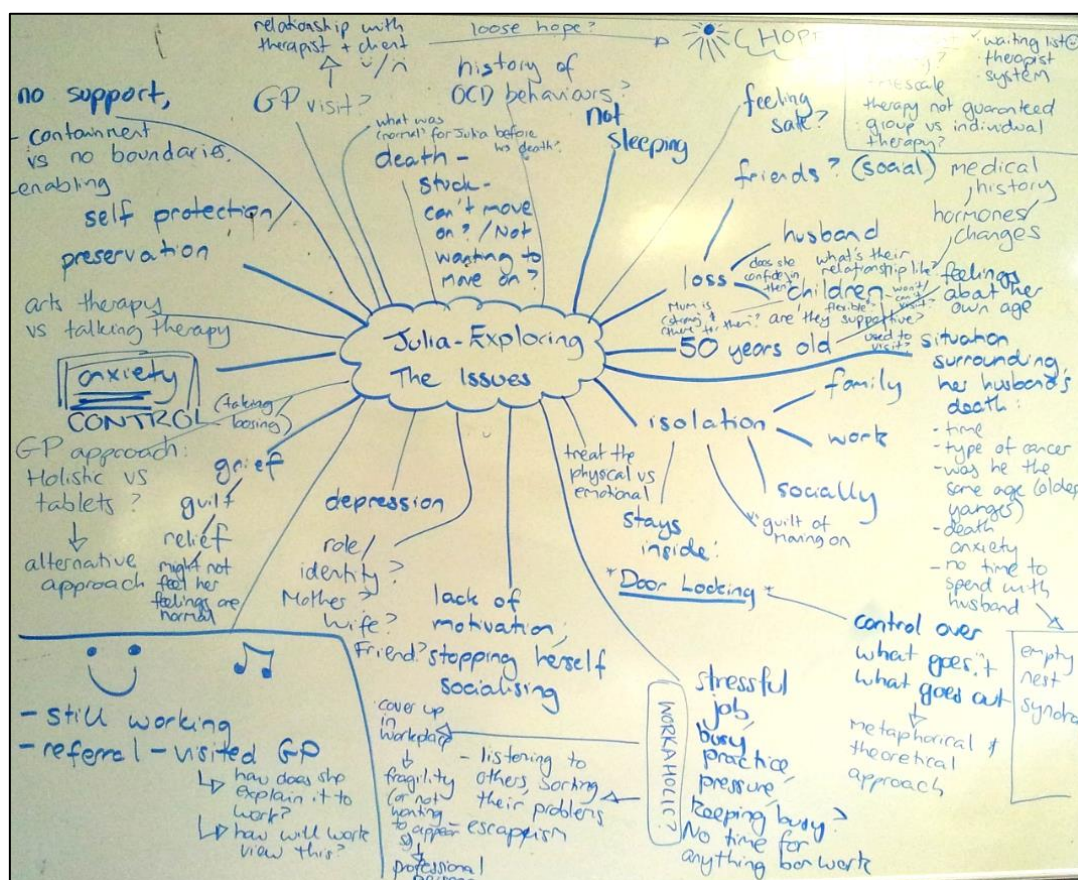 relationship with
therapist + client
loose hope?
HOP
waiting list
therapist
system
scale
therapy not guaranteed
group vs individual
therapy?
no support,
- containment
vs no boundaries.
- enabling
GP visit?
history of
OCD behaviours?
what was
'normal' for Julia before
his death?
death -
stuck -
can't move
on? / Not
wanting to
move on?
not
sleeping
feeling
safe?
friends? (social)
medical
history
hormones/
changes
self protection/
preservation
loss
husband
does she
confide in
them?
what's their
relationship like?
children
flexible?
won't/
can't
visit?
Mum is
strong &
there for them?
are they supportive?
50 years old
feelings
about her
own age
used to
visit?
arts therapy
vs talking therapy
Julia - Exploring
The Issues
anxiety
CONTROL
(taking/
loosing)
situation
surrounding
her husband's
death:
- time
- type of cancer
- was he the
same age (older
younger)
- death
anxiety
- no time to
spend with
husband
empty
nest
isolation
family
work
socially
guilt of
moving on
stays
inside:
treat the
physical vs
emotional
GP approach:
Holistic vs
tablets?
alternative
approach
grief
guilt
relief
might not
feel her
feelings are
normal
depression
role/
identity?
Mother?
Wife?
Friend?
lack of
motivation;
stopping herself
socialising
* Door Locking *
control over
what goes in &
what goes out
metaphorical &
theoretical
approach
- still working
- referral - visited GP
how does she
explain it to
work?
how will work
view this?
cover up
in
workplace
fragility
(or not
wanting
to appear
so)
professional
- listening to
others, sorting
their problems
- escapism
WORKAHOLIC?
stressful
job
busy
practice,
pressure,
keeping busy?
No time for
anything bar work